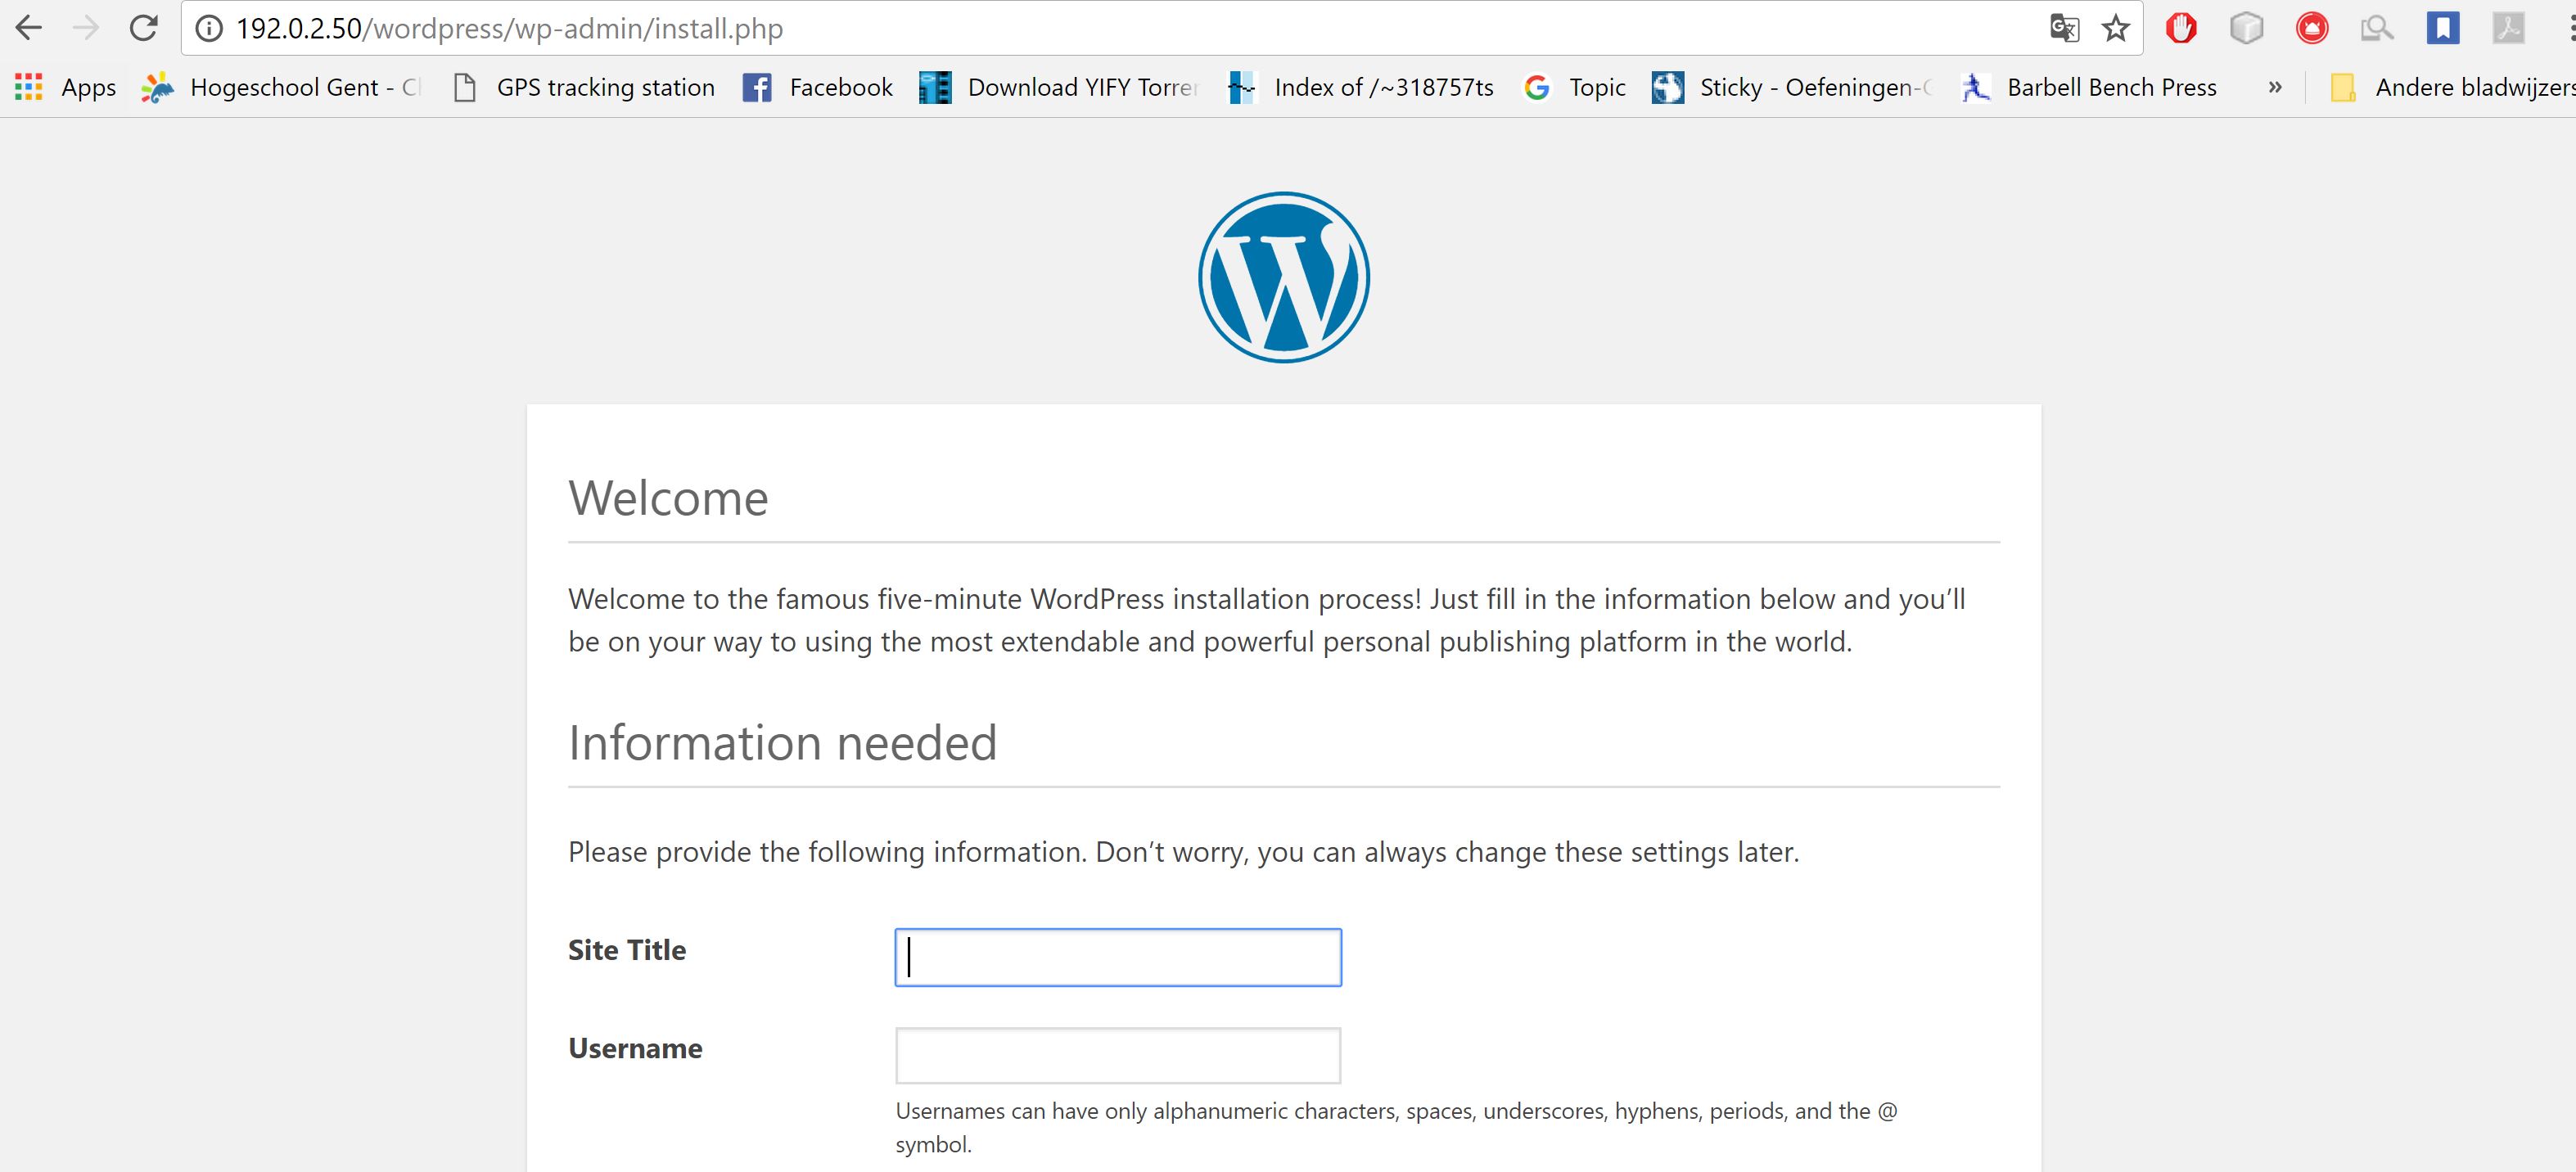 192.0.2.50/wordpress/wp-admin/install.php
Apps Hogeschool Gent - C GPS tracking station Facebook Download YIFY Torre Index of /~318757ts Topic Sticky - Oefeningen- Barbell Bench Press » Andere bladwijzers
Welcome
Welcome to the famous five-minute WordPress installation process! Just fill in the information below and you’ll
be on your way to using the most extendable and powerful personal publishing platform in the world.
Information needed
Please provide the following information. Don’t worry, you can always change these settings later.
Site Title
Username
Usernames can have only alphanumeric characters, spaces, underscores, hyphens, periods, and the @
symbol.